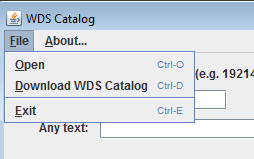 WDS Catalog
File About...
Open Ctrl-O
(e.g. 19214
Download WDS Catalog Ctrl-D
Exit Ctrl-E
Any text: